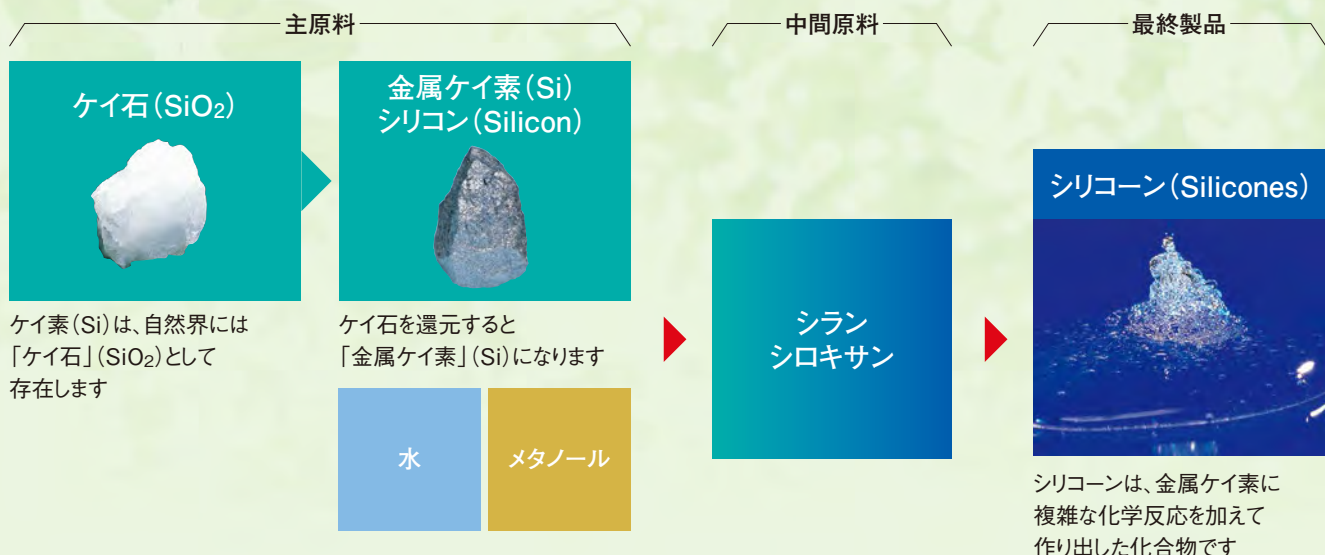 主原料
中間原料
最終製品
ケイ石(SiO₂)
金属ケイ素(Si)
シリコン(Silicon)
ケイ素(Si)は、自然界には
「ケイ石」(SiO₂)として
存在します
ケイ石を還元すると
「金属ケイ素」(Si)になります
水
メタノール
シラン
シロキサン
シリコーン(Silicones)
シリコーンは、金属ケイ素に
複雑な化学反応を加えて
作り出した化合物です